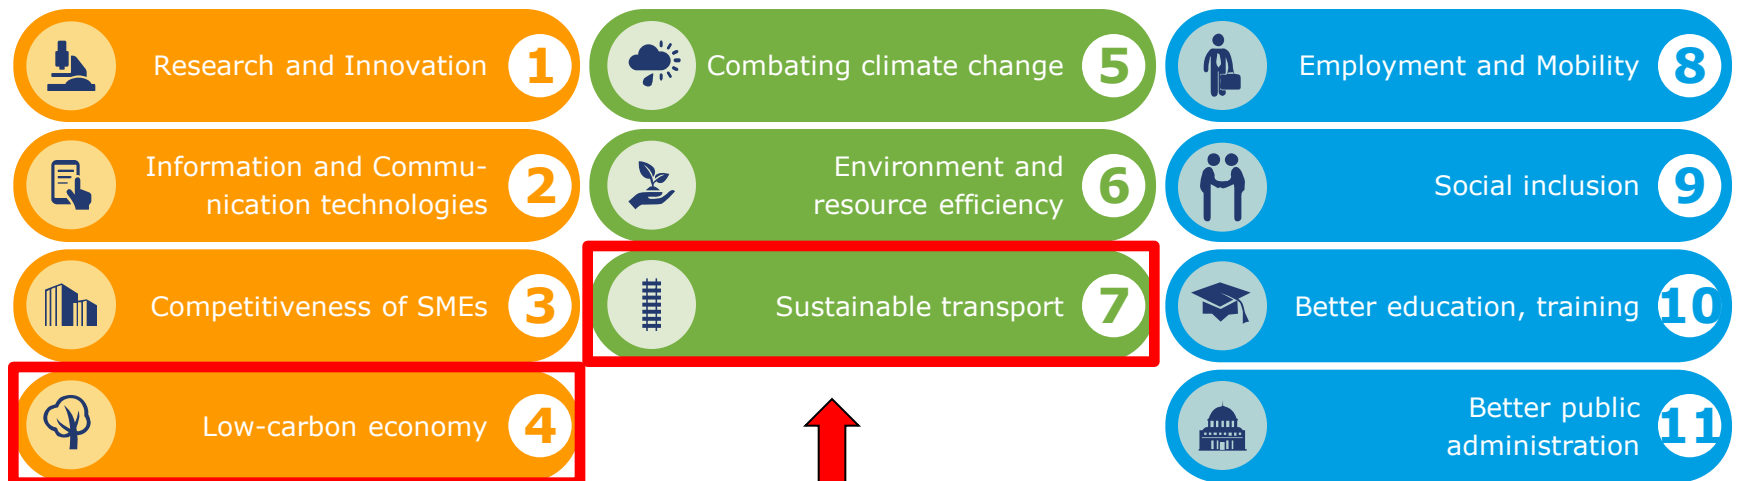 Research and Innovation 1
Information and Commu-
nication technologies 2
Competitiveness of SMEs 3
Low-carbon economy 4
Combating climate change 5
Environment and
resource efficiency 6
Sustainable transport 7
Employment and Mobility 8
Social inclusion 9
Better education, training 10
Better public
administration 11